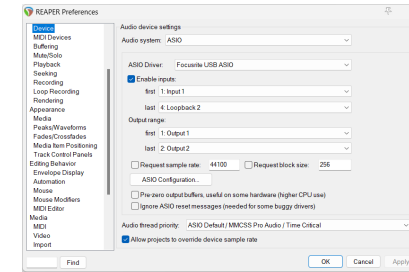 REAPER Preferences
Device
MIDI Devices
Buffering
Mute/Solo
Playback
Seeking
Recording
Loop Recording
Rendering
Appearance
Media
Peaks/Waveforms
Fades/Crossfades
Media Item Positioning
Track Control Panels
Editing Behavior
Envelope Display
Automation
Mouse
Mouse Modifiers
MIDI Editor
Media
MIDI
Video
Import
Find
Audio device settings
Audio system: ASIO
ASIO Driver: Focusrite USB ASIO
Enable inputs:
first 1: Input 1
last 4: Loopback 2
Output range:
first 1: Output 1
last 2: Output 2
Request sample rate: 44100 Request block size: 256
ASIO Configuration...
Pre-zero output buffers, useful on some hardware (higher CPU use)
Ignore ASIO reset messages (needed for some buggy drivers)
Audio thread priority: ASIO Default / MMCSS Pro Audio / Time Critical
Allow projects to override device sample rate
OK Cancel Apply